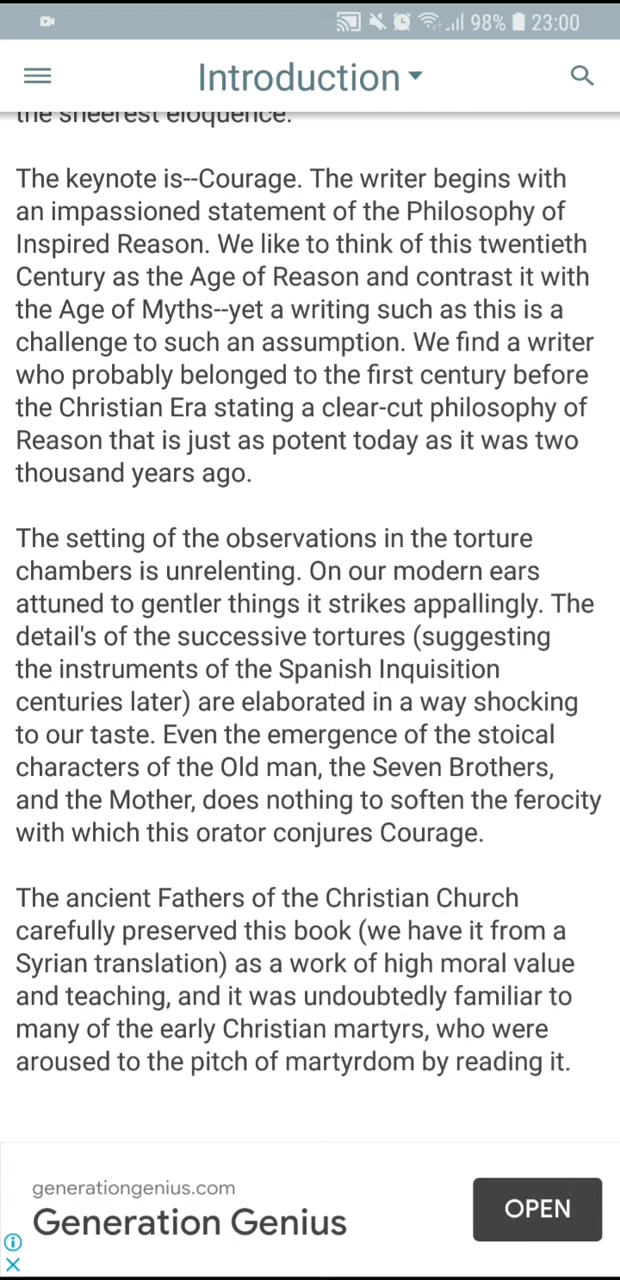 98% 23:00
Introduction
the sheerest eloquence.
The keynote is--Courage. The writer begins with
an impassioned statement of the Philosophy of
Inspired Reason. We like to think of this twentieth
Century as the Age of Reason and contrast it with
the Age of Myths--yet a writing such as this is a
challenge to such an assumption. We find a writer
who probably belonged to the first century before
the Christian Era stating a clear-cut philosophy of
Reason that is just as potent today as it was two
thousand years ago.
The setting of the observations in the torture
chambers is unrelenting. On our modern ears
attuned to gentler things it strikes appallingly. The
detail's of the successive tortures (suggesting
the instruments of the Spanish Inquisition
centuries later) are elaborated in a way shocking
to our taste. Even the emergence of the stoical
characters of the Old man, the Seven Brothers,
and the Mother, does nothing to soften the ferocity
with which this orator conjures Courage.
The ancient Fathers of the Christian Church
carefully preserved this book (we have it from a
Syrian translation) as a work of high moral value
and teaching, and it was undoubtedly familiar to
many of the early Christian martyrs, who were
aroused to the pitch of martyrdom by reading it.
generationgenius.com
Generation Genius
OPEN